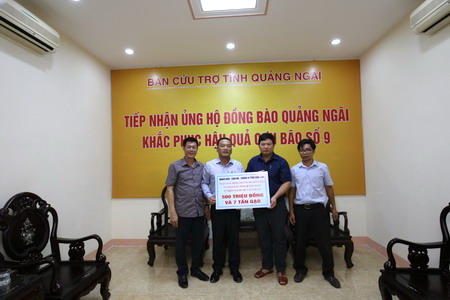 BAN CỨU TRỢ TỈNH QUẢNG NGÃI
TIẾP NHẬN ỦNG HỘ ĐỒNG BÀO QUẢNG NGÃI
KHẮC PHỤC HẬU QUẢ CƠN BÃO SỐ 9
500 TRIỆU ĐỒNG
VÀ 7 TẤN GẠO